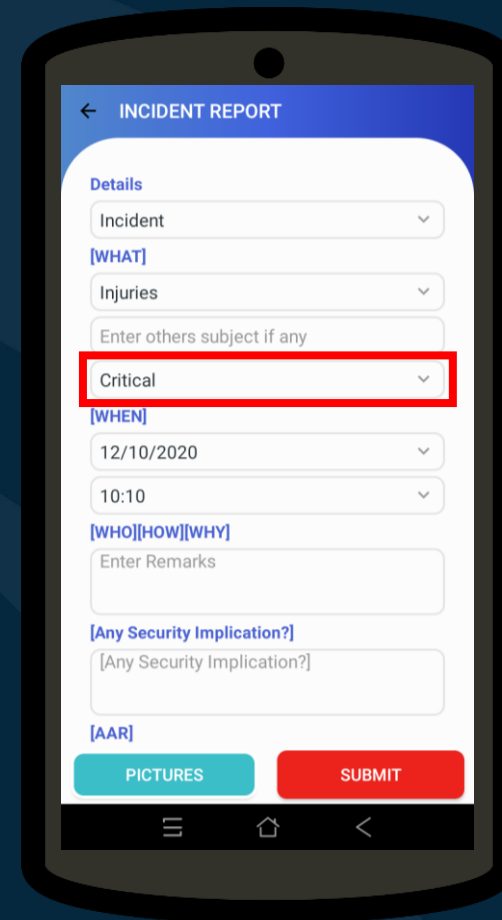 INCIDENT REPORT
Details
Incident
[WHAT]
Injuries
Enter others subject if any
Critical
[WHEN]
12/10/2020
10:10
[WHO][HOW][WHY]
Enter Remarks
[Any Security Implication?]
[Any Security Implication?]
[AAR]
PICTURES SUBMIT